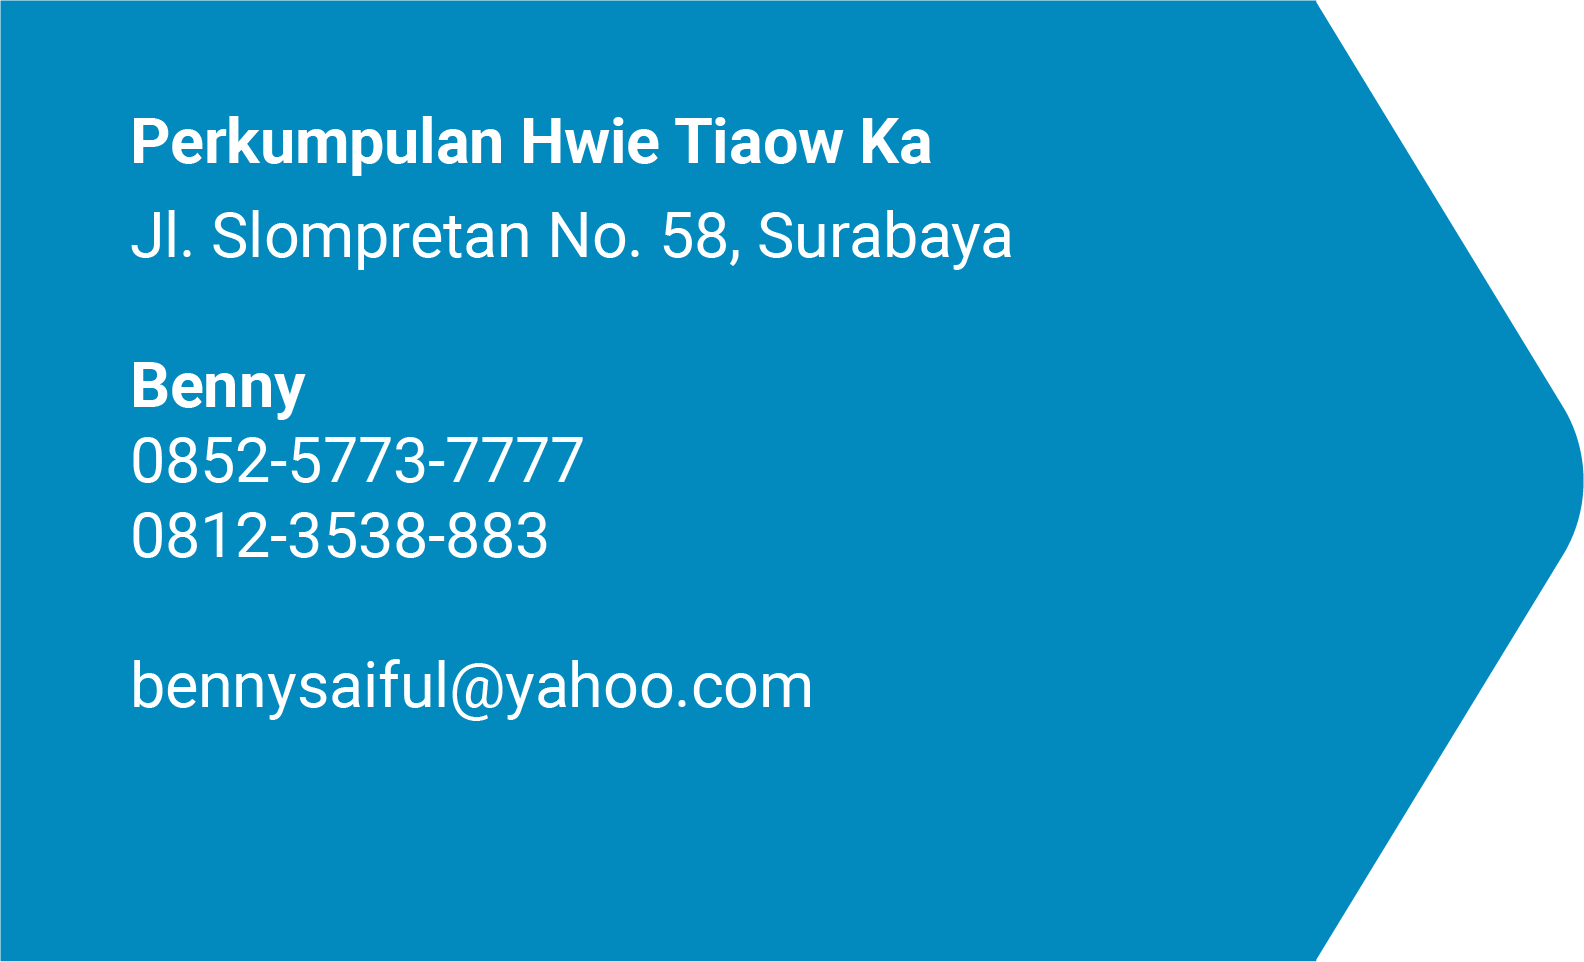 Perkumpulan Hwie Tiaow Ka
Jl. Slompretan No. 58, Surabaya
Benny
0852-5773-7777
0812-3538-883
bennysaiful@yahoo.com